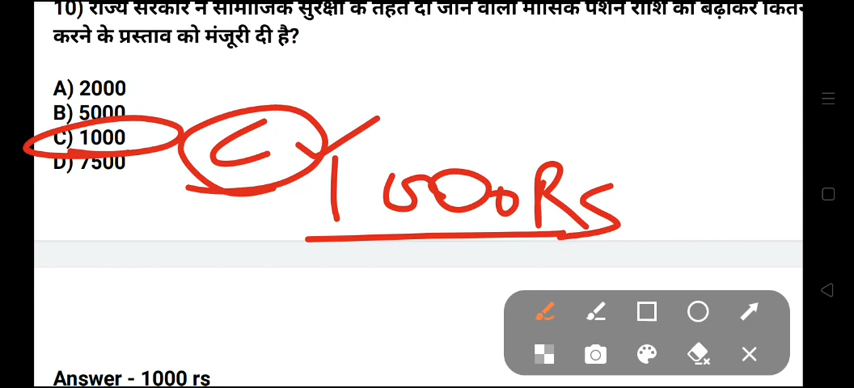 10) राज्य सरकार ने सामाजिक सुरक्षा के तहत दी जाने वाली मासिक पेंशन राशि को बढ़ाकर
करने के प्रस्ताव को मंजूरी दी है?
A) 2000
B) 5000
C) 1000
D) 7500
C
1000Rs
Answer - 1000 rs